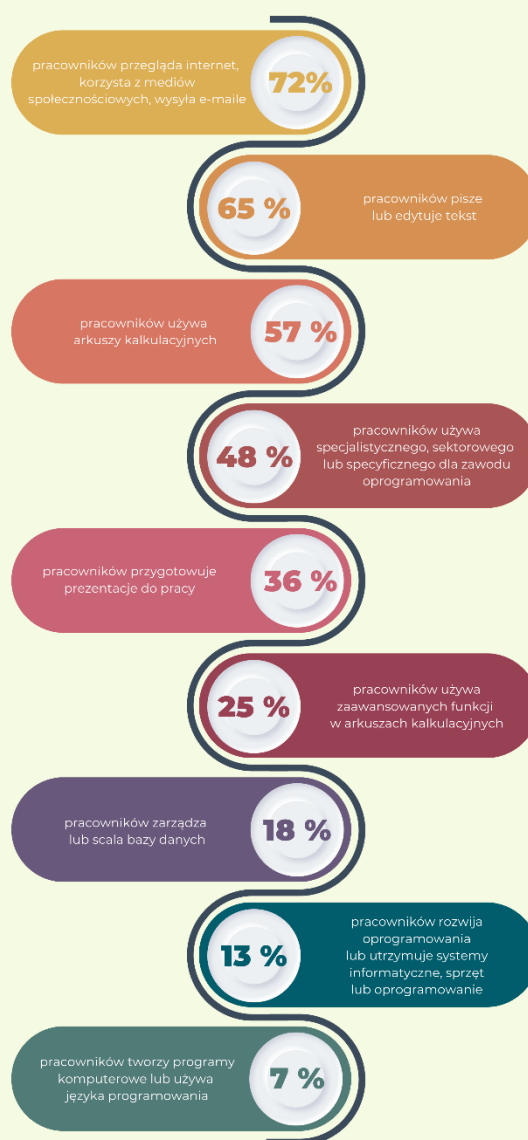 pracowników przegląda internet,
korzysta z mediów
społecznościowych, wysyła e-maile
72%
65 %
pracowników pisze
lub edytuje tekst
pracowników używa
arkuszy kalkulacyjnych
57 %
48 %
pracowników używa
specjalistycznego, sektorowego
lub specyficznego dla zawodu
oprogramowania
pracowników przygotowuje
prezentacje do pracy
36 %
25 %
pracowników używa
zaawansowanych funkcji
w arkuszach kalkulacyjnych
pracowników zarządza
lub scala bazy danych
18 %
13 %
pracowników rozwija
oprogramowania
lub utrzymuje systemy
informatyczne, sprzęt
lub oprogramowanie
pracowników tworzy programy
komputerowe lub używa
języka programowania
7 %